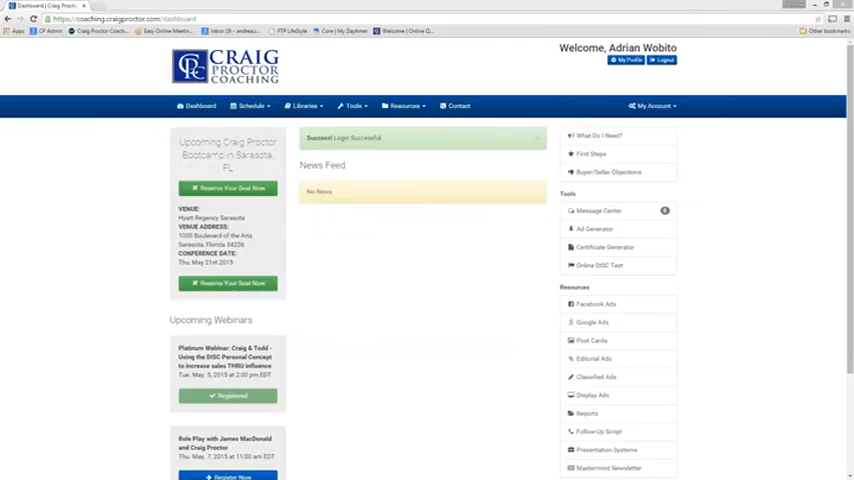 Dashboard | Craig Procto
https://coaching.craigproctor.com/dashboard
Apps CP Admin Craig Proctor Coach... Easy Online Meetin... Inbox (3) - andrea.c... FTP LifeStyle Core | My Daytimer Welcome | Online Q... Other bookmarks
CRAIG
PROCTOR
COACHING
Welcome, Adrian Wobito
My Profile Logout
Dashboard Schedule Libraries Tools Resources Contact My Account
Upcoming Craig Proctor
Bootcamp in Sarasota,
FL
Reserve Your Seat Now
VENUE:
Hyatt Regency Sarasota
VENUE ADDRESS:
1000 Boulevard of the Arts
Sarasota, Florida 34236
CONFERENCE DATE:
Thu, May 21st 2015
Reserve Your Seat Now
Upcoming Webinars
Platinum Webinar: Craig & Todd -
Using the DISC Personal Concept
to increase sales THRU influence
Tue. May. 5, 2015 at 2:00 pm EDT
Registered
Role Play with James MacDonald
and Craig Proctor
Thu. May. 7, 2015 at 11:00 am EDT
Register Now
Success! Login Successful
News Feed
No News
What Do I Need?
First Steps
Buyer/Seller Objections
Tools
Message Center 0
Ad Generator
Certificate Generator
Online DISC Test
Resources
Facebook Ads
Google Ads
Post Cards
Editorial Ads
Classified Ads
Display Ads
Reports
Follow-Up Script
Presentation Systems
Mastermind Newsletter